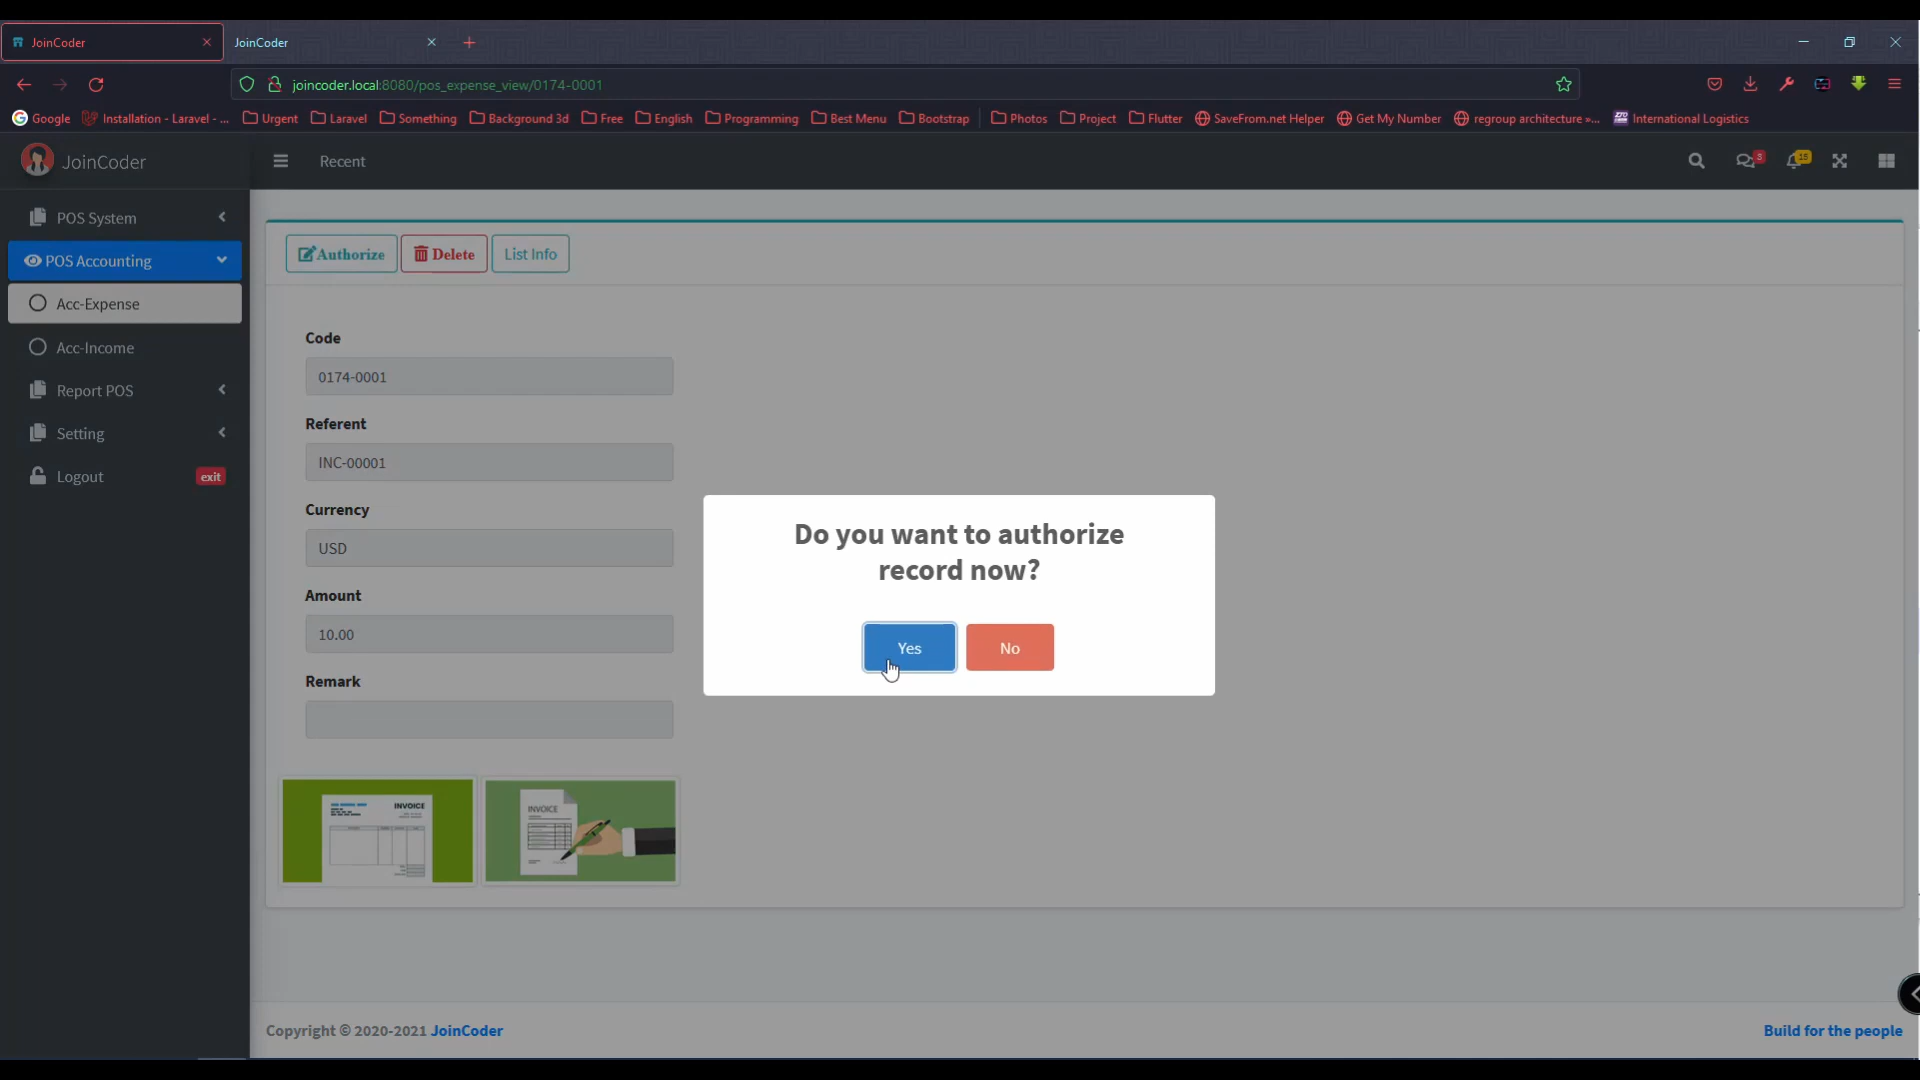 JoinCoder
JoinCoder
joincoder.local:8080/pos_expense_view/0174-0001
Google
Installation - Laravel - ...
Urgent
Laravel
Something
Background 3d
Free
English
Programming
Best Menu
Bootstrap
Photos
Project
Flutter
SaveFrom.net Helper
Get My Number
regroup architecture »...
International Logistics
JoinCoder
Recent
3
15
POS System
POS Accounting
Acc-Expense
Acc-Income
Report POS
Setting
Logout
exit
Authorize
Delete
List Info
Code
0174-0001
Referent
INC-00001
Currency
USD
Amount
10.00
Remark
Do you want to authorize
record now?
Yes
No
INVOICE
INVOICE
Copyright © 2020-2021 JoinCoder
Build for the people